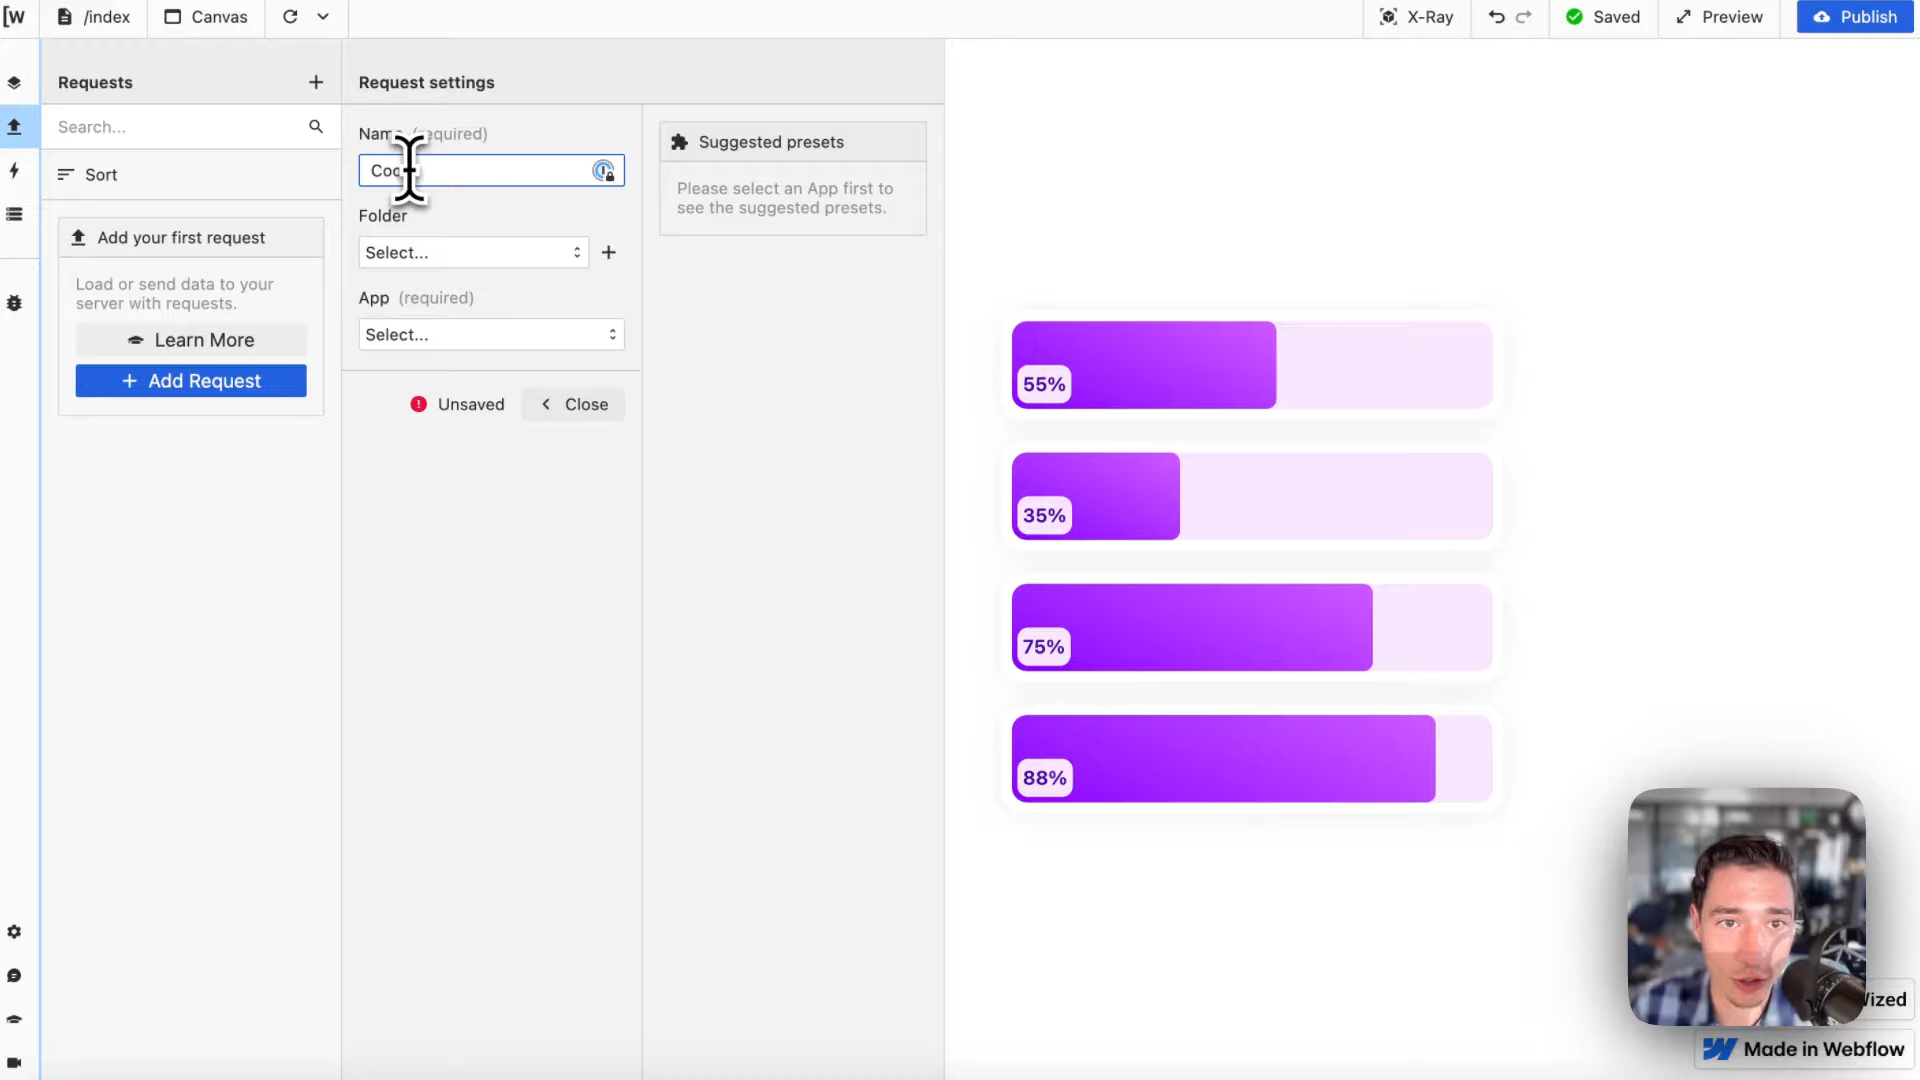 [W
/index
Canvas
X-Ray
Saved
Preview
Publish
Requests
Request settings
Search...
Name (required)
Sort
Folder
Select...
App (required)
Select...
Add your first request
Load or send data to your
server with requests.
Learn More
Add Request
Unsaved
Close
Suggested presets
Please select an App first to
see the suggested presets.
55%
35%
75%
88%
Made in Webflow